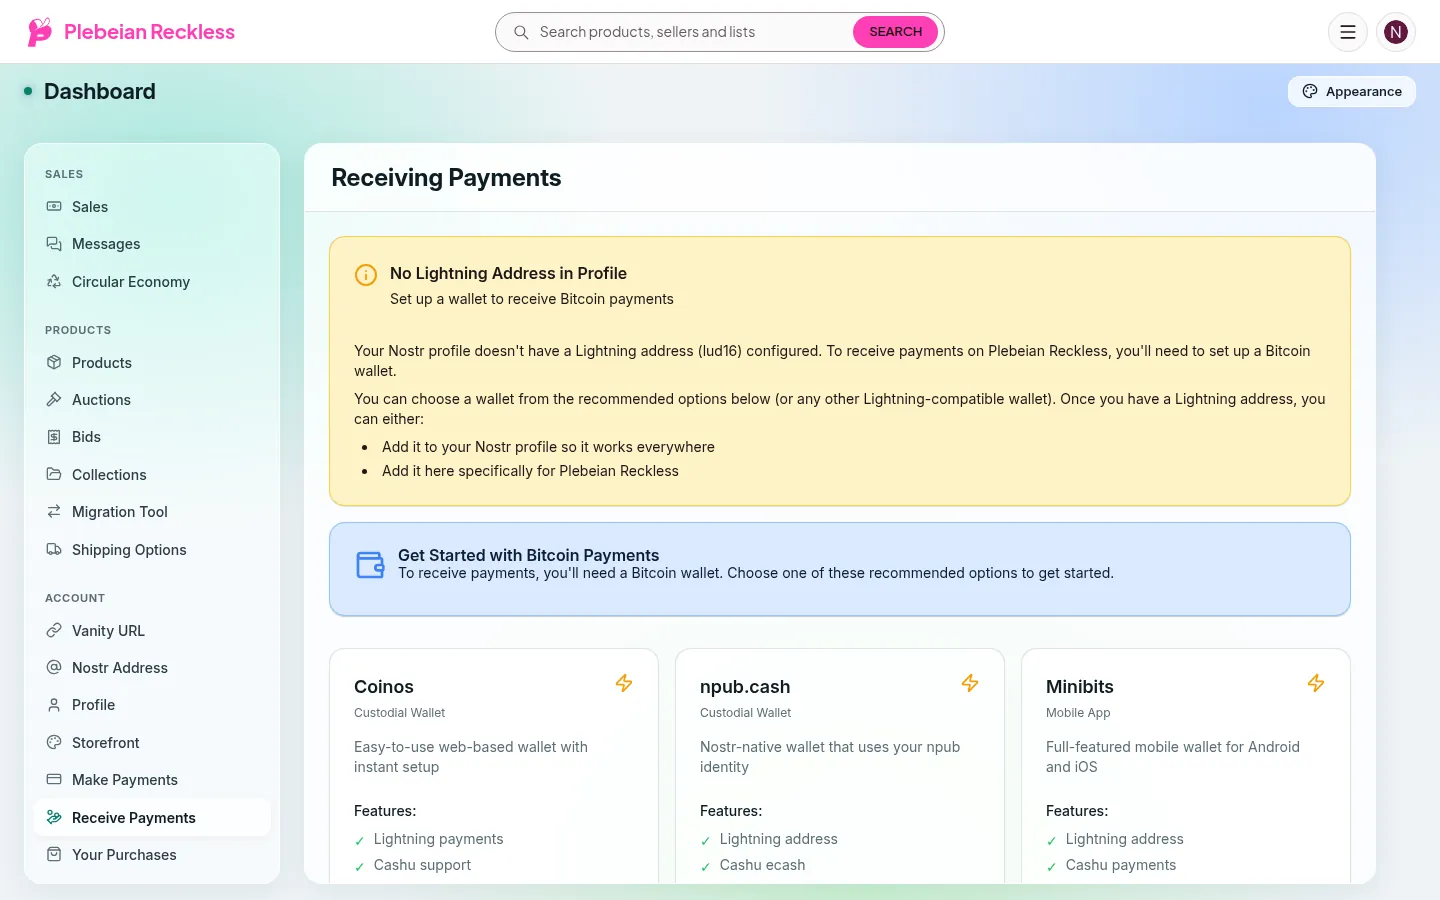 Plebeian Reckless
Search products, sellers and lists
SEARCH
N
Dashboard
Appearance
SALES
Sales
Messages
Circular Economy
PRODUCTS
Products
Auctions
Bids
Collections
Migration Tool
Shipping Options
ACCOUNT
Vanity URL
Nostr Address
Profile
Storefront
Make Payments
Receive Payments
Your Purchases
Receiving Payments
No Lightning Address in Profile
Set up a wallet to receive Bitcoin payments
Your Nostr profile doesn't have a Lightning address (lud16) configured. To receive payments on Plebeian Reckless, you'll need to set up a Bitcoin
wallet.
You can choose a wallet from the recommended options below (or any other Lightning-compatible wallet). Once you have a Lightning address, you
can either:
• Add it to your Nostr profile so it works everywhere
• Add it here specifically for Plebeian Reckless
Get Started with Bitcoin Payments
To receive payments, you'll need a Bitcoin wallet. Choose one of these recommended options to get started.
Coinos
Custodial Wallet
Easy-to-use web-based wallet with
instant setup
Features:
✓ Lightning payments
✓ Cashu support
npub.cash
Custodial Wallet
Nostr-native wallet that uses your npub
identity
Features:
✓ Lightning address
✓ Cashu ecash
Minibits
Mobile App
Full-featured mobile wallet for Android
and iOS
Features:
✓ Lightning address
✓ Cashu payments